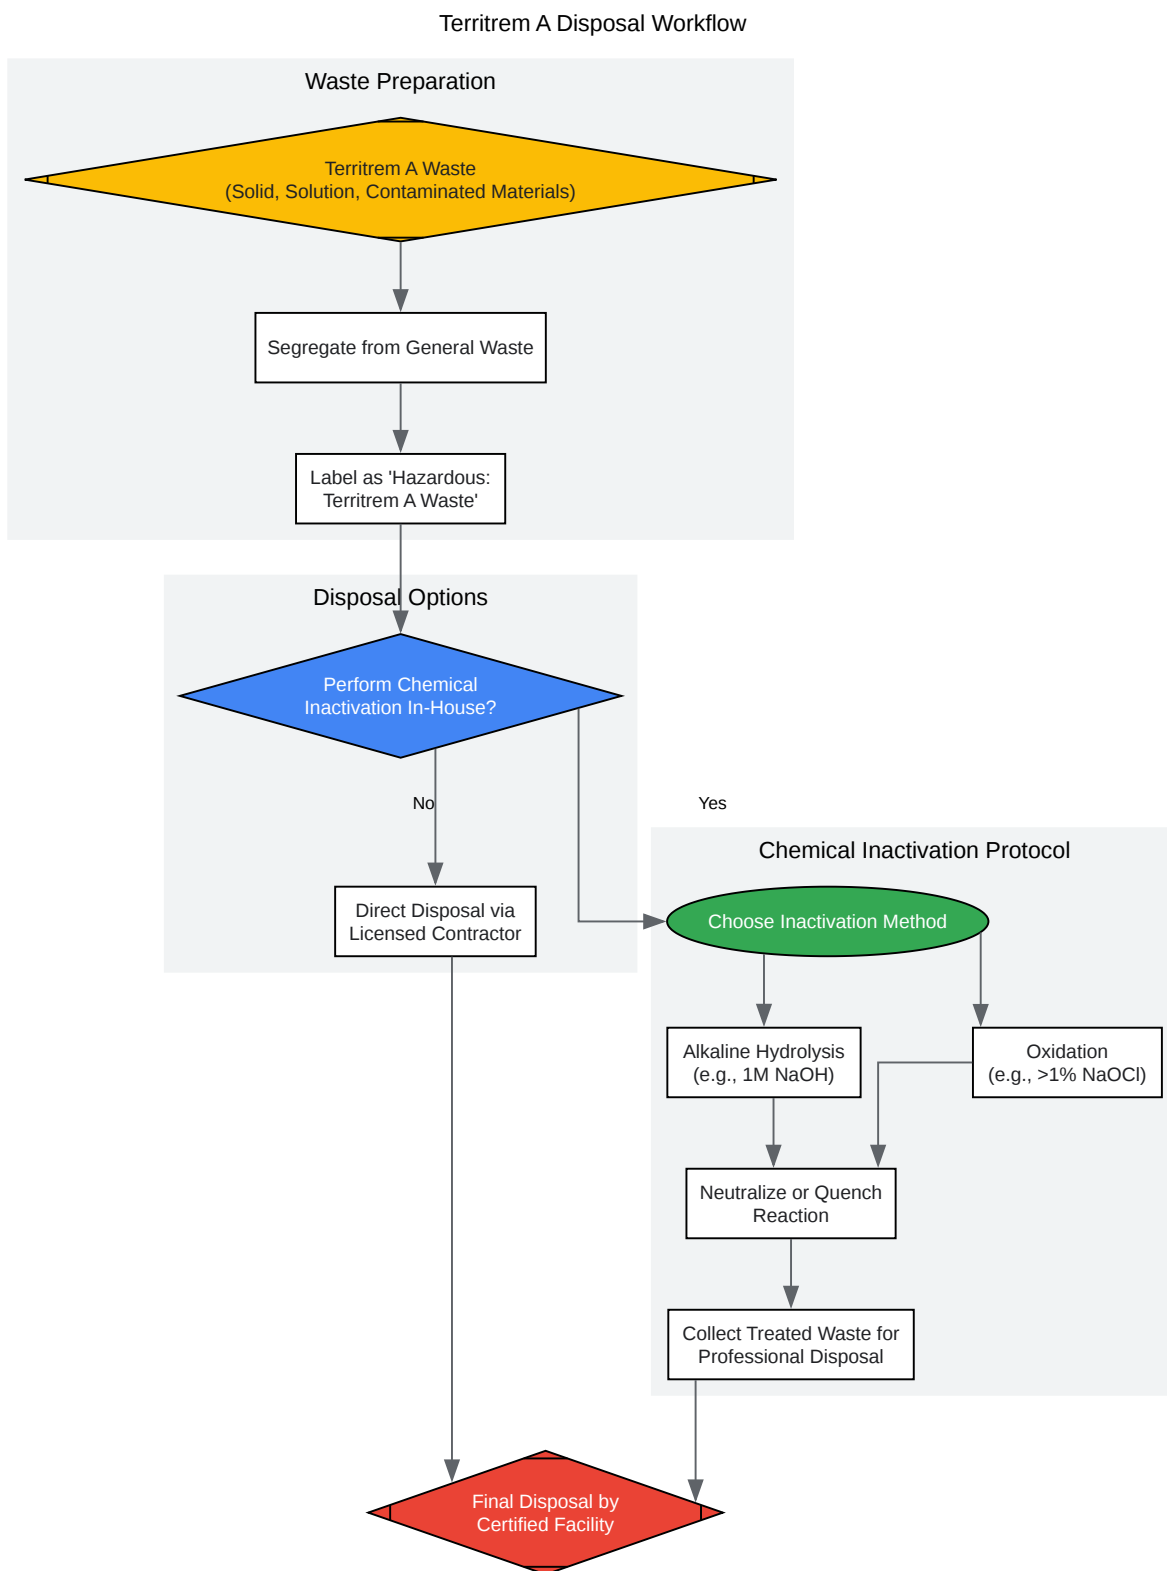 Territrem A Disposal Workflow
Waste Preparation
Territrem A Waste
(Solid, Solution, Contaminated Materials)
Segregate from General Waste
Label as 'Hazardous:
Territrem A Waste'
Disposal Options
Perform Chemical
Inactivation In-House?
No
Yes
Direct Disposal via
Licensed Contractor
Chemical Inactivation Protocol
Choose Inactivation Method
Alkaline Hydrolysis
(e.g., 1M NaOH)
Oxidation
(e.g., >1% NaOCl)
Neutralize or Quench
Reaction
Collect Treated Waste for
Professional Disposal
Final Disposal by
Certified Facility